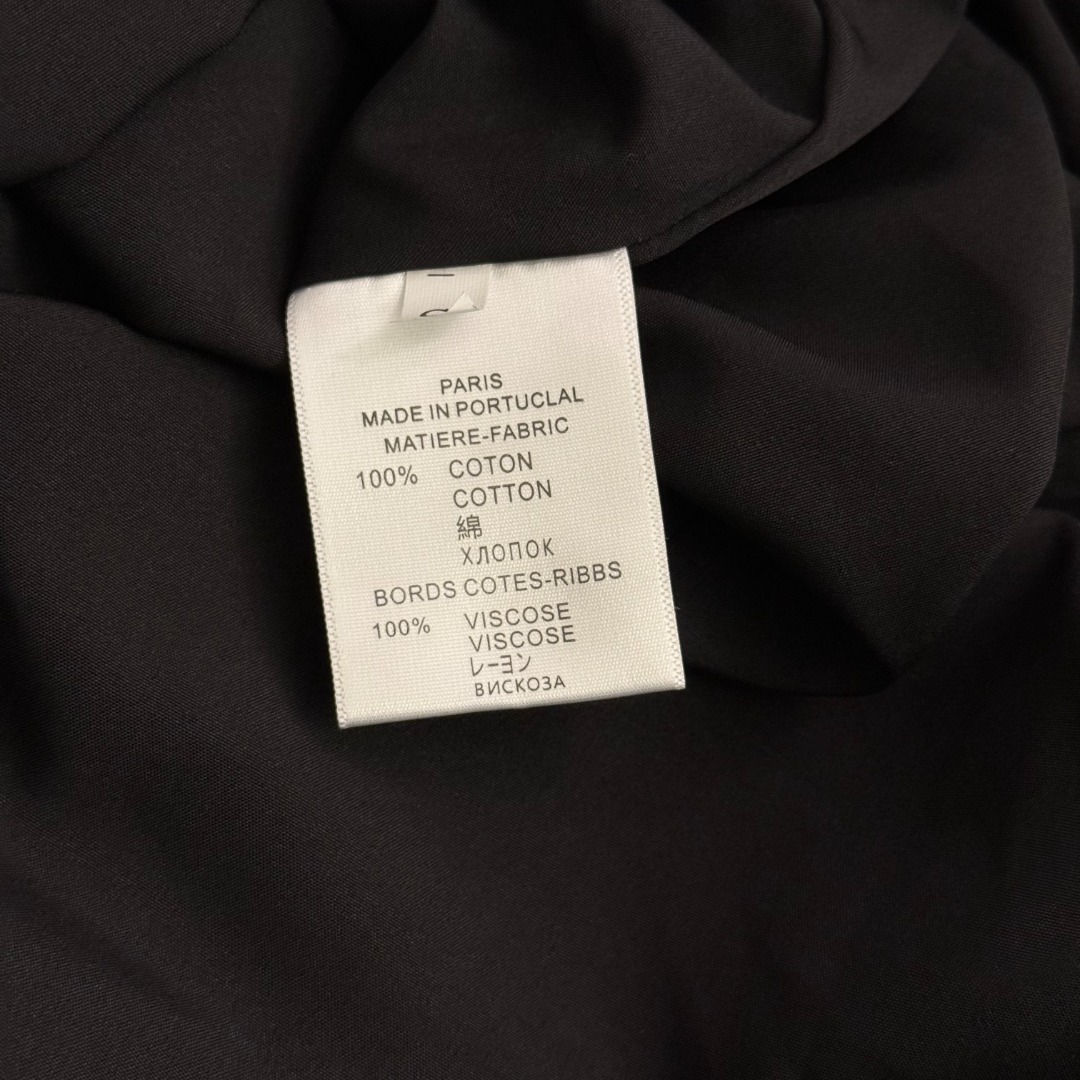 PARIS
MADE IN PORTUCLAL
MATIERE-FABRIC
100% COTON
COTTON
綿
ХЛОПОК
BORDS COTES-RIBBS
100% VISCOSE
VISCOSE
レーヨン
ВИСКОЗА